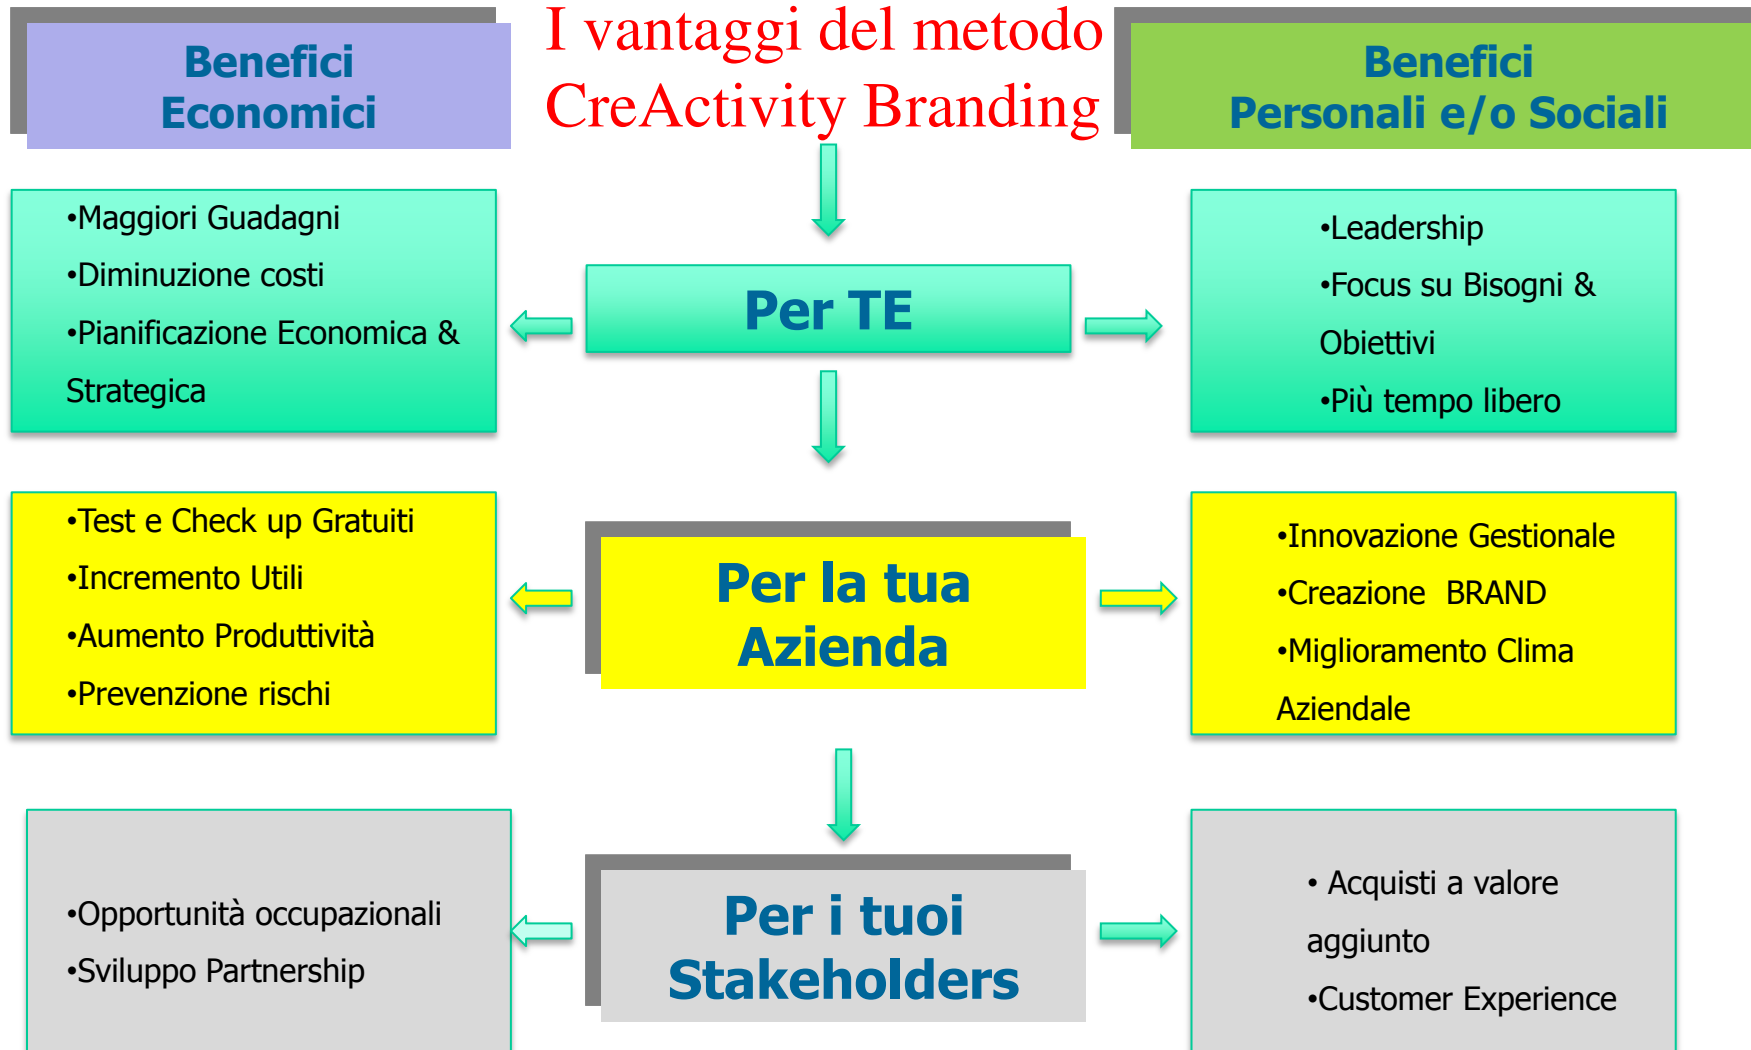 I vantaggi del metodo
CreActivity Branding
Benefici
Economici
Benefici
Personali e/o Sociali
•Maggiori Guadagni
•Diminuzione costi
•Pianificazione Economica &
Strategica
Per TE
•Leadership
•Focus su Bisogni &
Obiettivi
•Più tempo libero
•Test e Check up Gratuiti
•Incremento Utili
•Aumento Produttività
•Prevenzione rischi
Per la tua
Azienda
•Innovazione Gestionale
•Creazione  BRAND
•Miglioramento Clima
Aziendale
•Opportunità occupazionali
•Sviluppo Partnership
Per i tuoi
Stakeholders
• Acquisti a valore
aggiunto
•Customer Experience